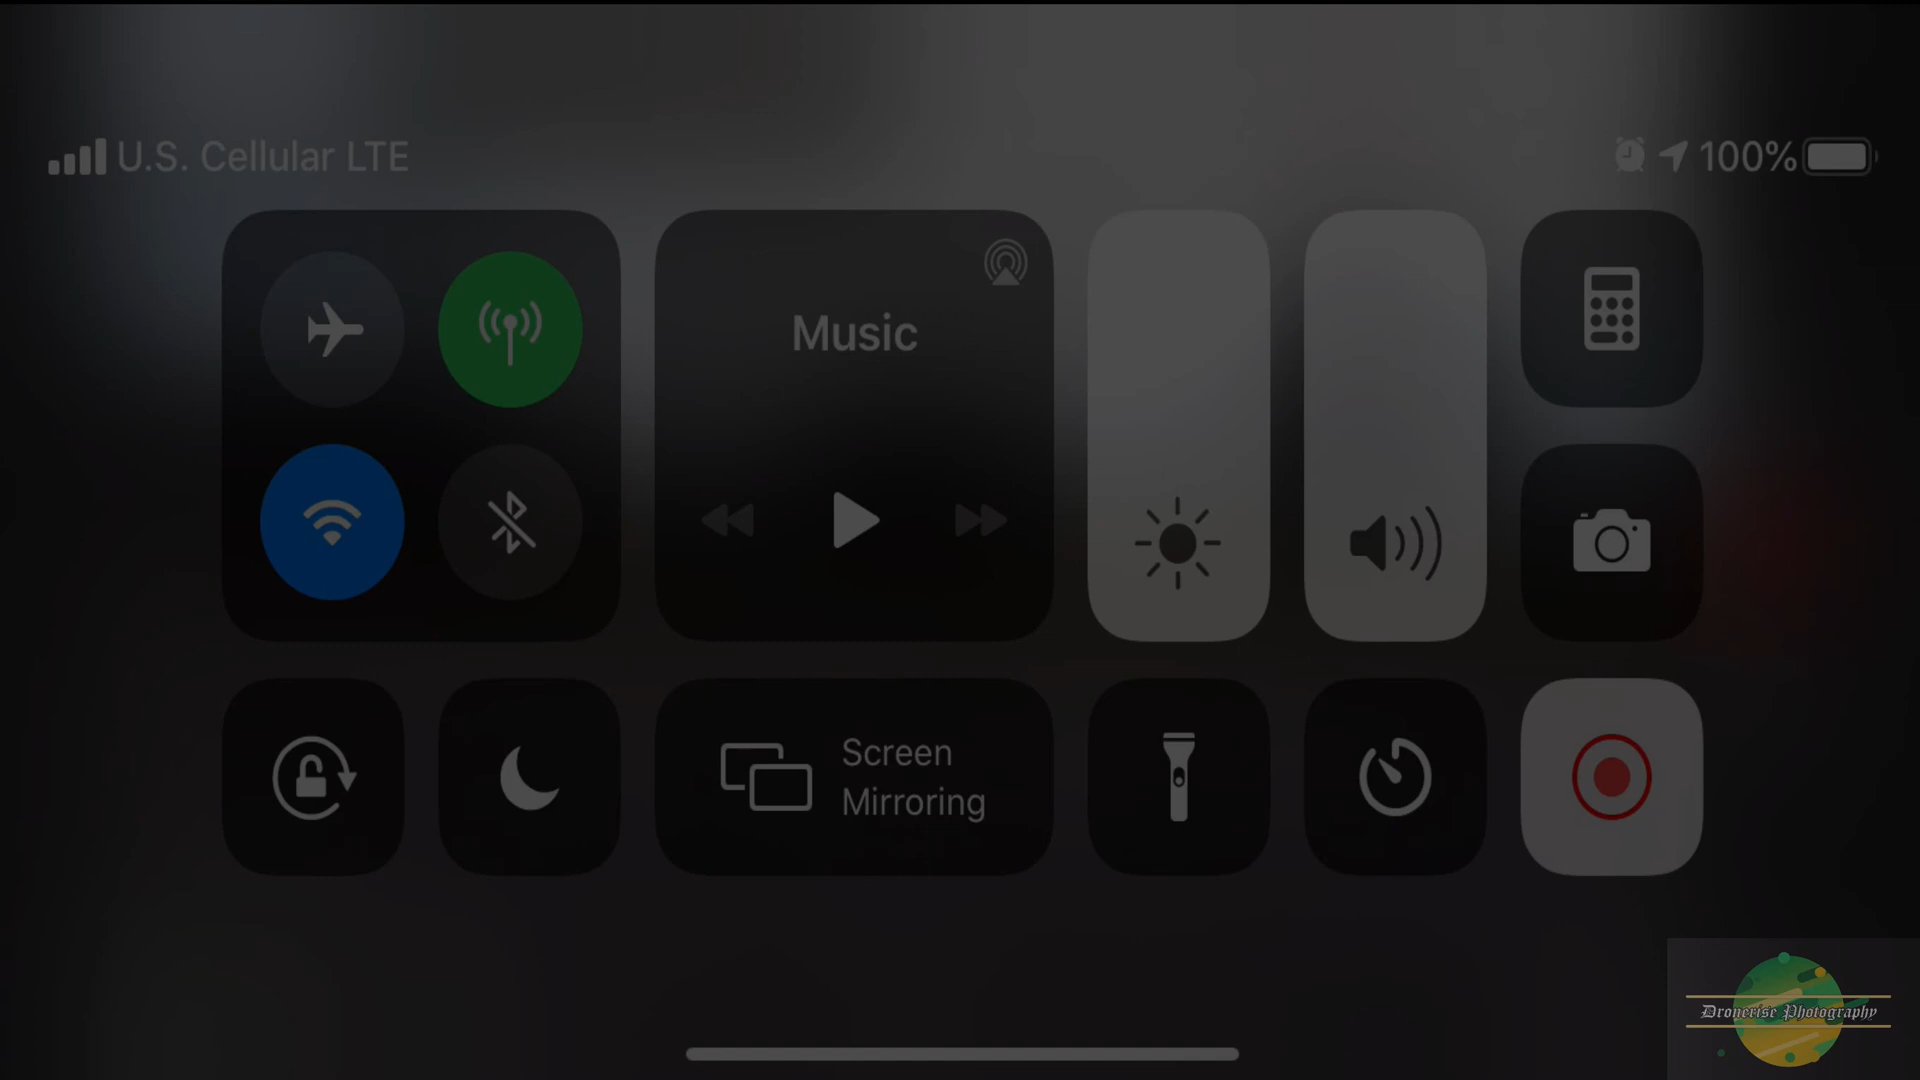 U.S. Cellular LTE
100%
Music
Screen
Mirroring
Dronerise Photography